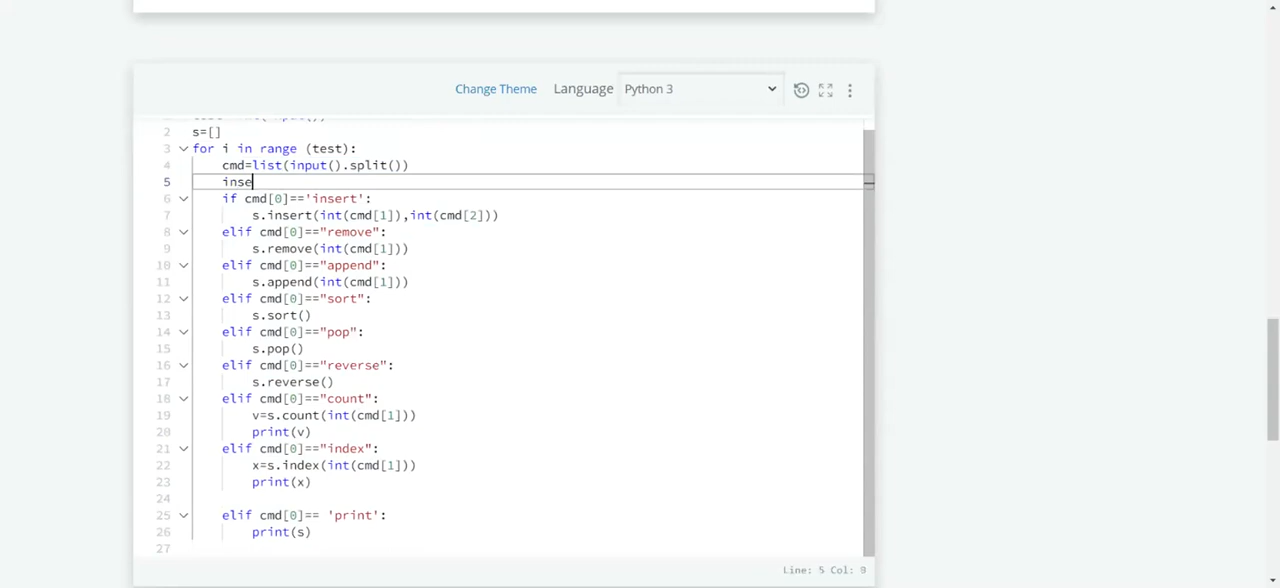 Change Theme Language Python 3
2 s=[]
3 for i in range (test):
4 cmd=list(input().split())
5 inse
6 if cmd[0]=='insert':
7 s.insert(int(cmd[1]),int(cmd[2]))
8 elif cmd[0]=="remove":
9 s.remove(int(cmd[1]))
10 elif cmd[0]=="append":
11 s.append(int(cmd[1]))
12 elif cmd[0]=="sort":
13 s.sort()
14 elif cmd[0]=="pop":
15 s.pop()
16 elif cmd[0]=="reverse":
17 s.reverse()
18 elif cmd[0]=="count":
19 v=s.count(int(cmd[1]))
20 print(v)
21 elif cmd[0]=="index":
22 x=s.index(int(cmd[1]))
23 print(x)
24
25 elif cmd[0]== 'print':
26 print(s)
27
Line: 5 Col: 9